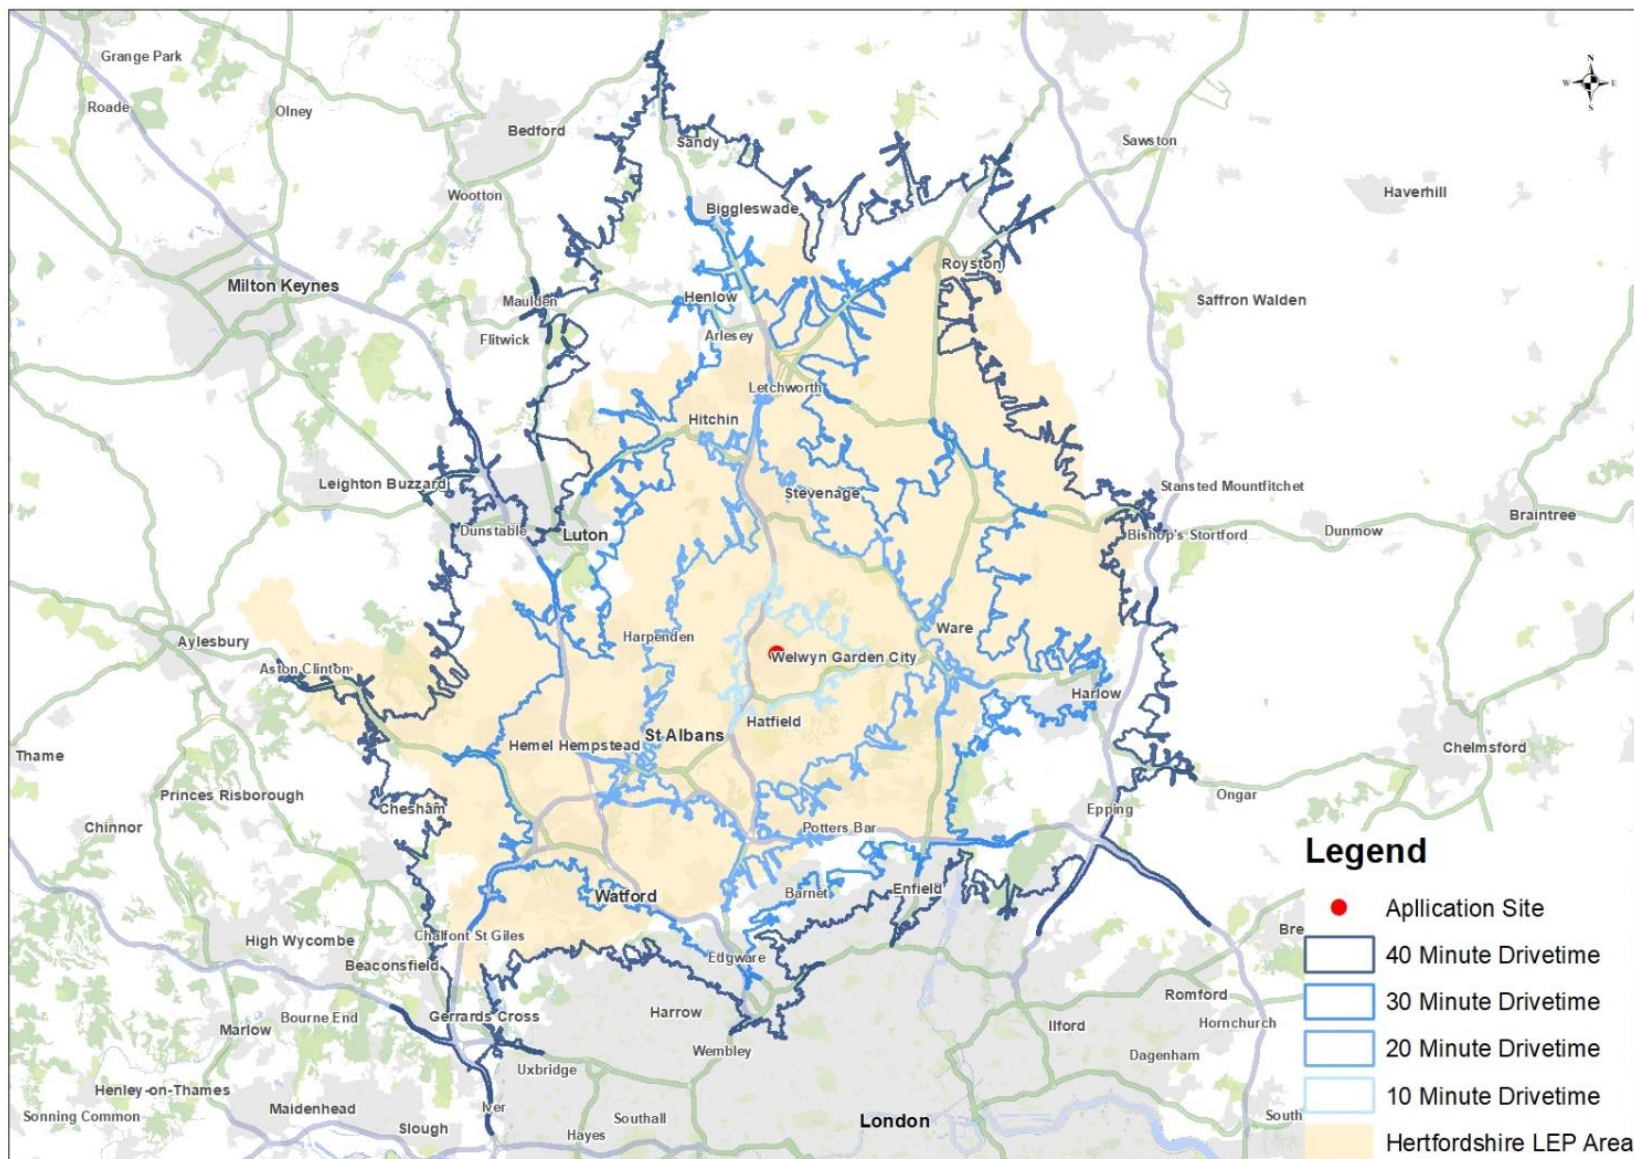 Grange Park
N
W E
S
Roade
Olney
Bedford
Sandy
Sawston
Wootton
Biggleswade
Haverhill
Milton Keynes
Maulden
Henlow
Royston
Saffron Walden
Flitwick
Arlesey
Letchworth
Hitchin
Leighton Buzzard
Stevenage
Stansted Mountfitchet
Dunstable
Luton
Bishop's Stortford
Dunmow
Braintree
Aylesbury
Harpenden
Ware
Aston Clinton
Welwyn Garden City
Harlow
Hatfield
Thame
Hemel Hempstead
St Albans
Chelmsford
Princes Risborough
Chesham
Epping
Ongar
Chinnor
Potters Bar
Legend
Watford
Barnet
Enfield
Apllication Site
High Wycombe
Chalfont St Giles
Bre
Beaconsfield
Edgware
40 Minute Drivetime
Romford
30 Minute Drivetime
Marlow
Bourne End
Gerrards Cross
Harrow
Ilford
Hornchurch
Wembley
Dagenham
20 Minute Drivetime
Uxbridge
Henley-on-Thames
10 Minute Drivetime
Sonning Common
Maidenhead
Iver
Southall
London
South
Slough
Hayes
Hertfordshire LEP Area